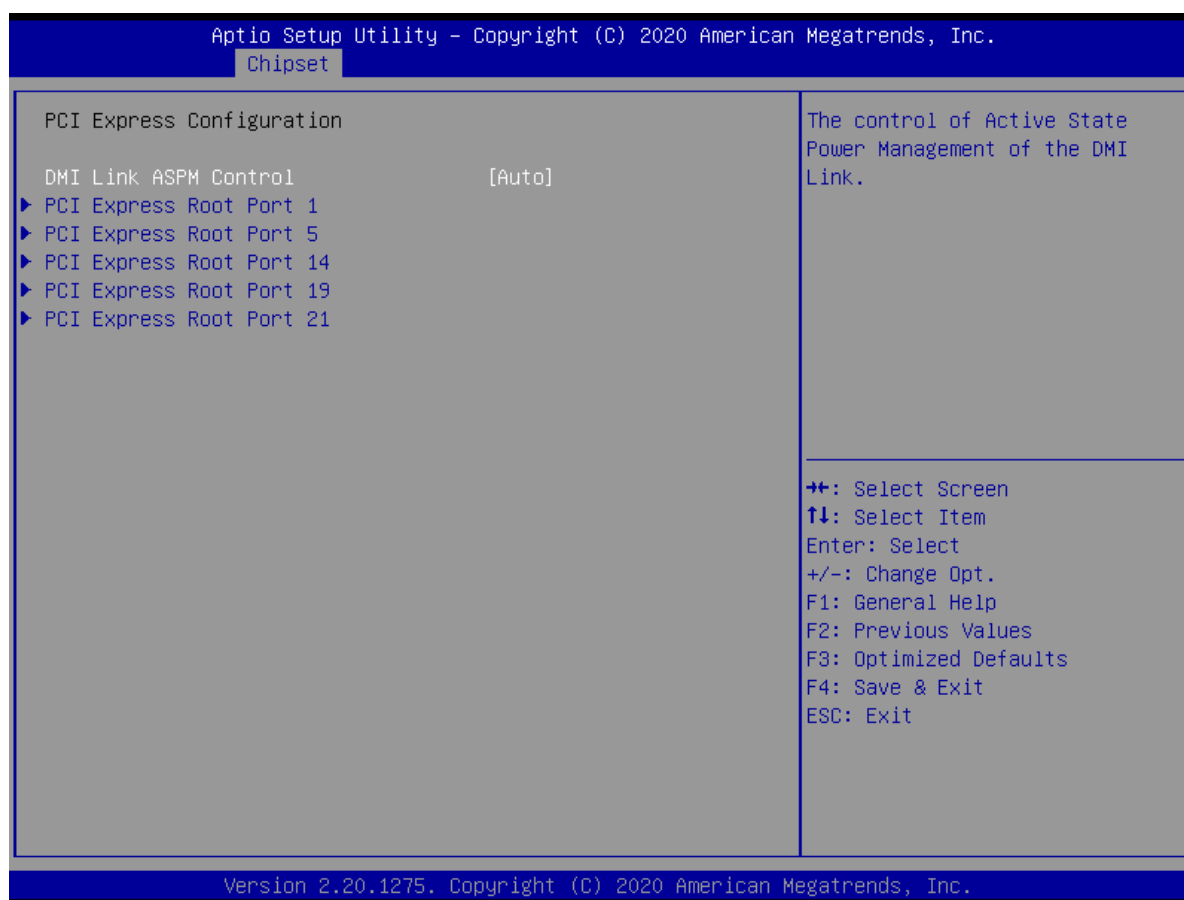 Aptio Setup Utility – Copyright (C) 2020 American Megatrends, Inc.
Chipset
PCI Express Configuration
DMI Link ASPM Control [Auto]
▶ PCI Express Root Port 1
▶ PCI Express Root Port 5
▶ PCI Express Root Port 14
▶ PCI Express Root Port 19
▶ PCI Express Root Port 21
The control of Active State
Power Management of the DMI
Link.
→←: Select Screen
↑↓: Select Item
Enter: Select
+/-: Change Opt.
F1: General Help
F2: Previous Values
F3: Optimized Defaults
F4: Save & Exit
ESC: Exit
Version 2.20.1275. Copyright (C) 2020 American Megatrends, Inc.